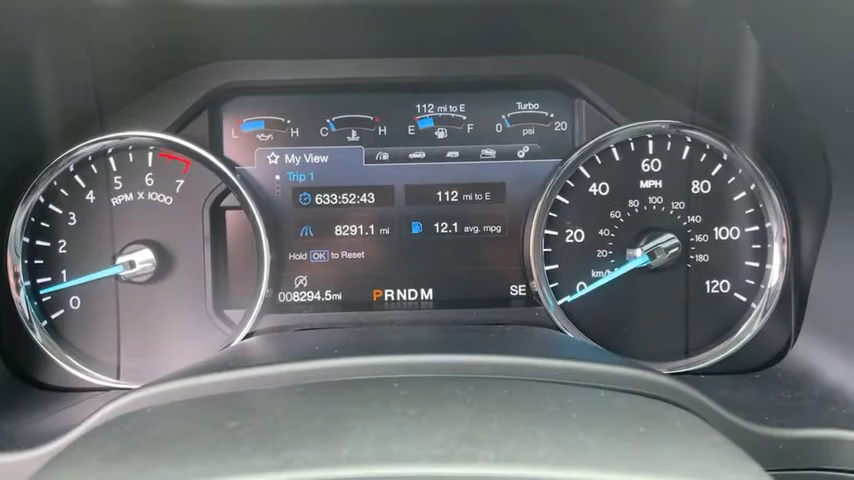 112 mi to E
Turbo
L H C H E F 0 20
psi
My View
Trip 1
633:52:43 112 mi to E
8291.1 mi 12.1 avg. mpg
Hold OK to Reset
008294.5mi PRNDM SE
0 1 2 3 4 5 6 7
RPM X 1000
0 20 40 60 80 100 120
MPH
20 40 60 80 100 120 140 160 180
km/h